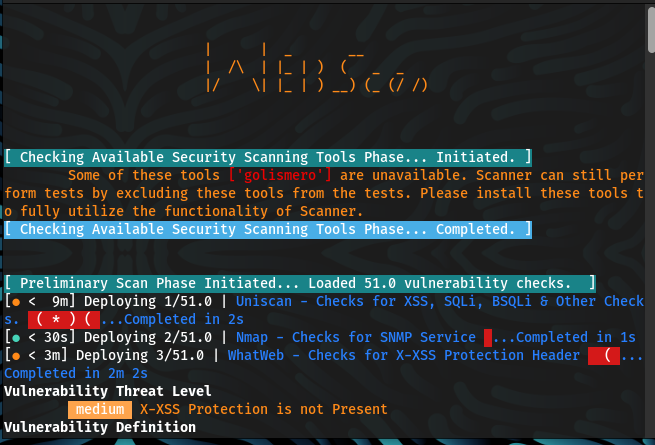 [ Checking Available Security Scanning Tools Phase... Initiated. ]
Some of these tools ['golismero'] are unavailable. Scanner can still per
form tests by excluding these tools from the tests. Please install these tools t
o fully utilize the functionality of Scanner.
[ Checking Available Security Scanning Tools Phase... Completed. ]
[ Preliminary Scan Phase Initiated... Loaded 51.0 vulnerability checks.  ]
[● <  9m] Deploying 1/51.0 | Uniscan - Checks for XSS, SQLi, BSQLi & Other Check
s.  ( * ) ( ...Completed in 2s
[● < 30s] Deploying 2/51.0 | Nmap - Checks for SNMP Service  ...Completed in 1s
[● < 3m] Deploying 3/51.0 | WhatWeb - Checks for X-XSS Protection Header  ( ...
Completed in 2m 2s
Vulnerability Threat Level
medium X-XSS Protection is not Present
Vulnerability Definition